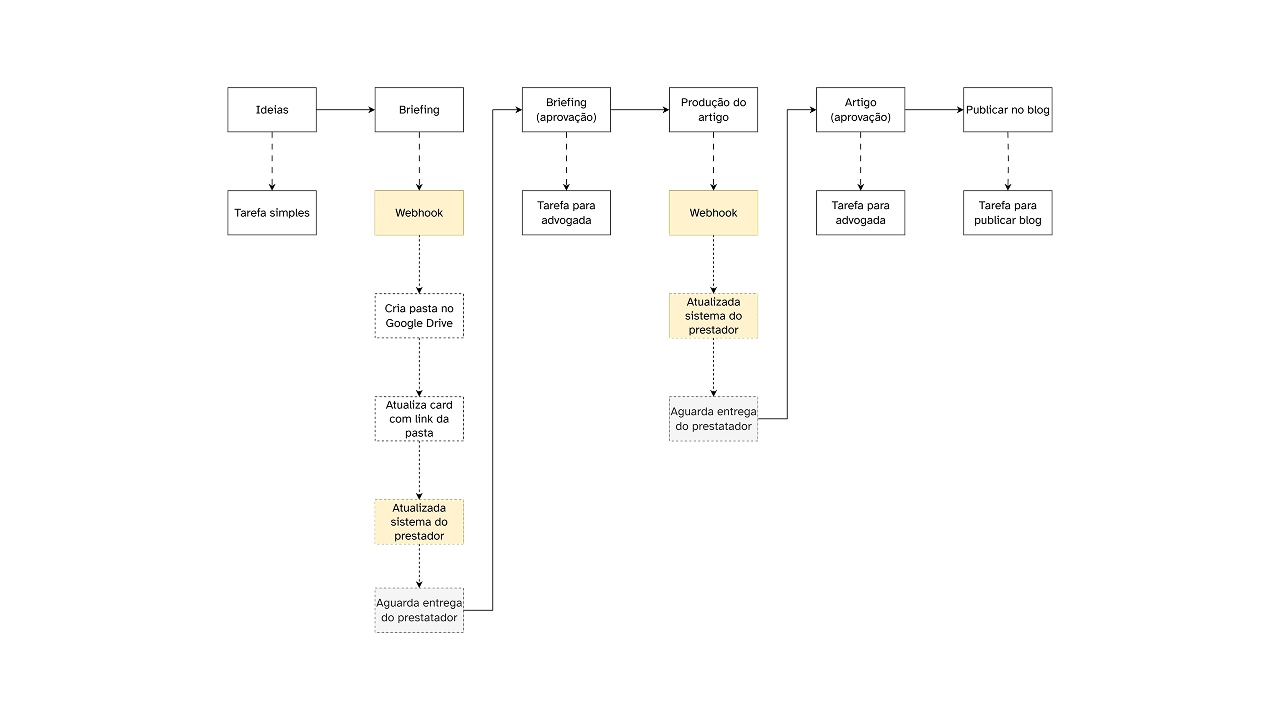 Ideias
Briefing
Briefing
(aprovação)
Produção do
artigo
Artigo
(aprovação)
Publicar no blog
Tarefa simples
Webhook
Tarefa para
advogada
Webhook
Tarefa para
advogada
Tarefa para
publicar blog
Cria pasta no
Google Drive
Atualizada
sistema do
prestador
Atualiza card
com link da
pasta
Aguarda entrega
do prestatador
Atualizada
sistema do
prestador
Aguarda entrega
do prestatador